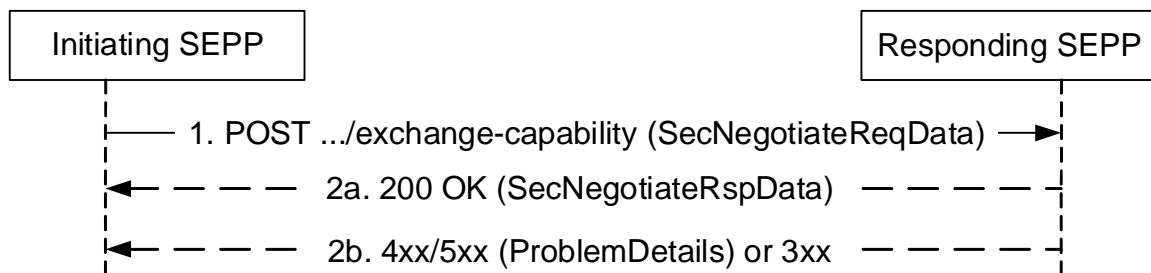 Initiating SEPP
Responding SEPP
1. POST .../exchange-capability (SecNegotiateReqData)
2a. 200 OK (SecNegotiateRspData)
2b. 4xx/5xx (ProblemDetails) or 3xx